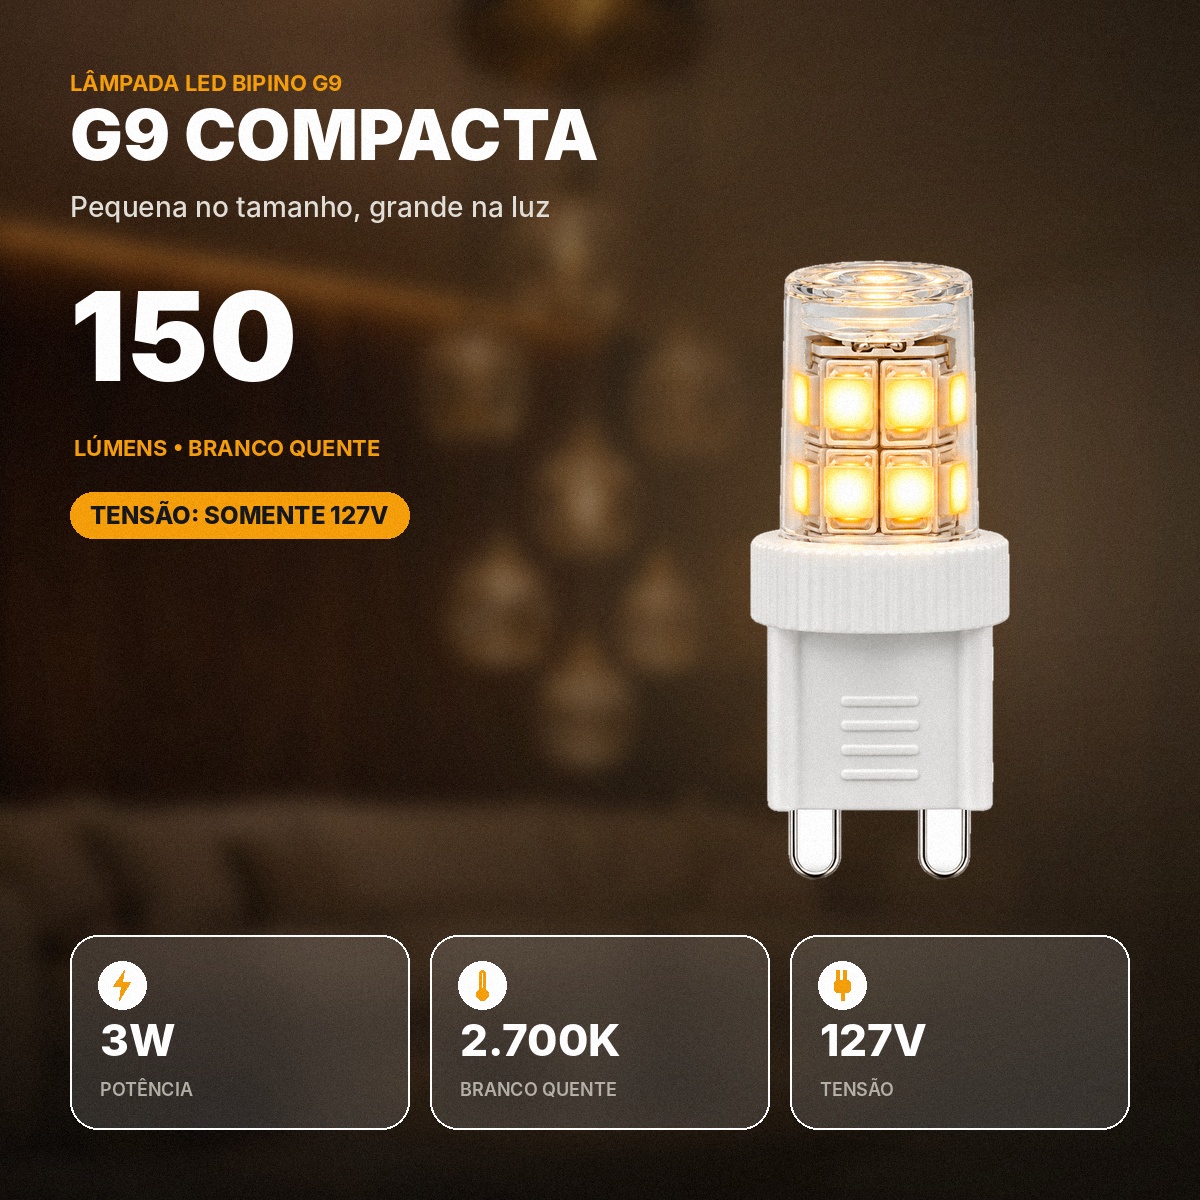 LÂMPADA LED BIPINO G9
G9 COMPACTA
Pequena no tamanho, grande na luz
150
LÚMENS • BRANCO QUENTE
TENSÃO: SOMENTE 127V
3W
POTÊNCIA
2.700K
BRANCO QUENTE
127V
TENSÃO